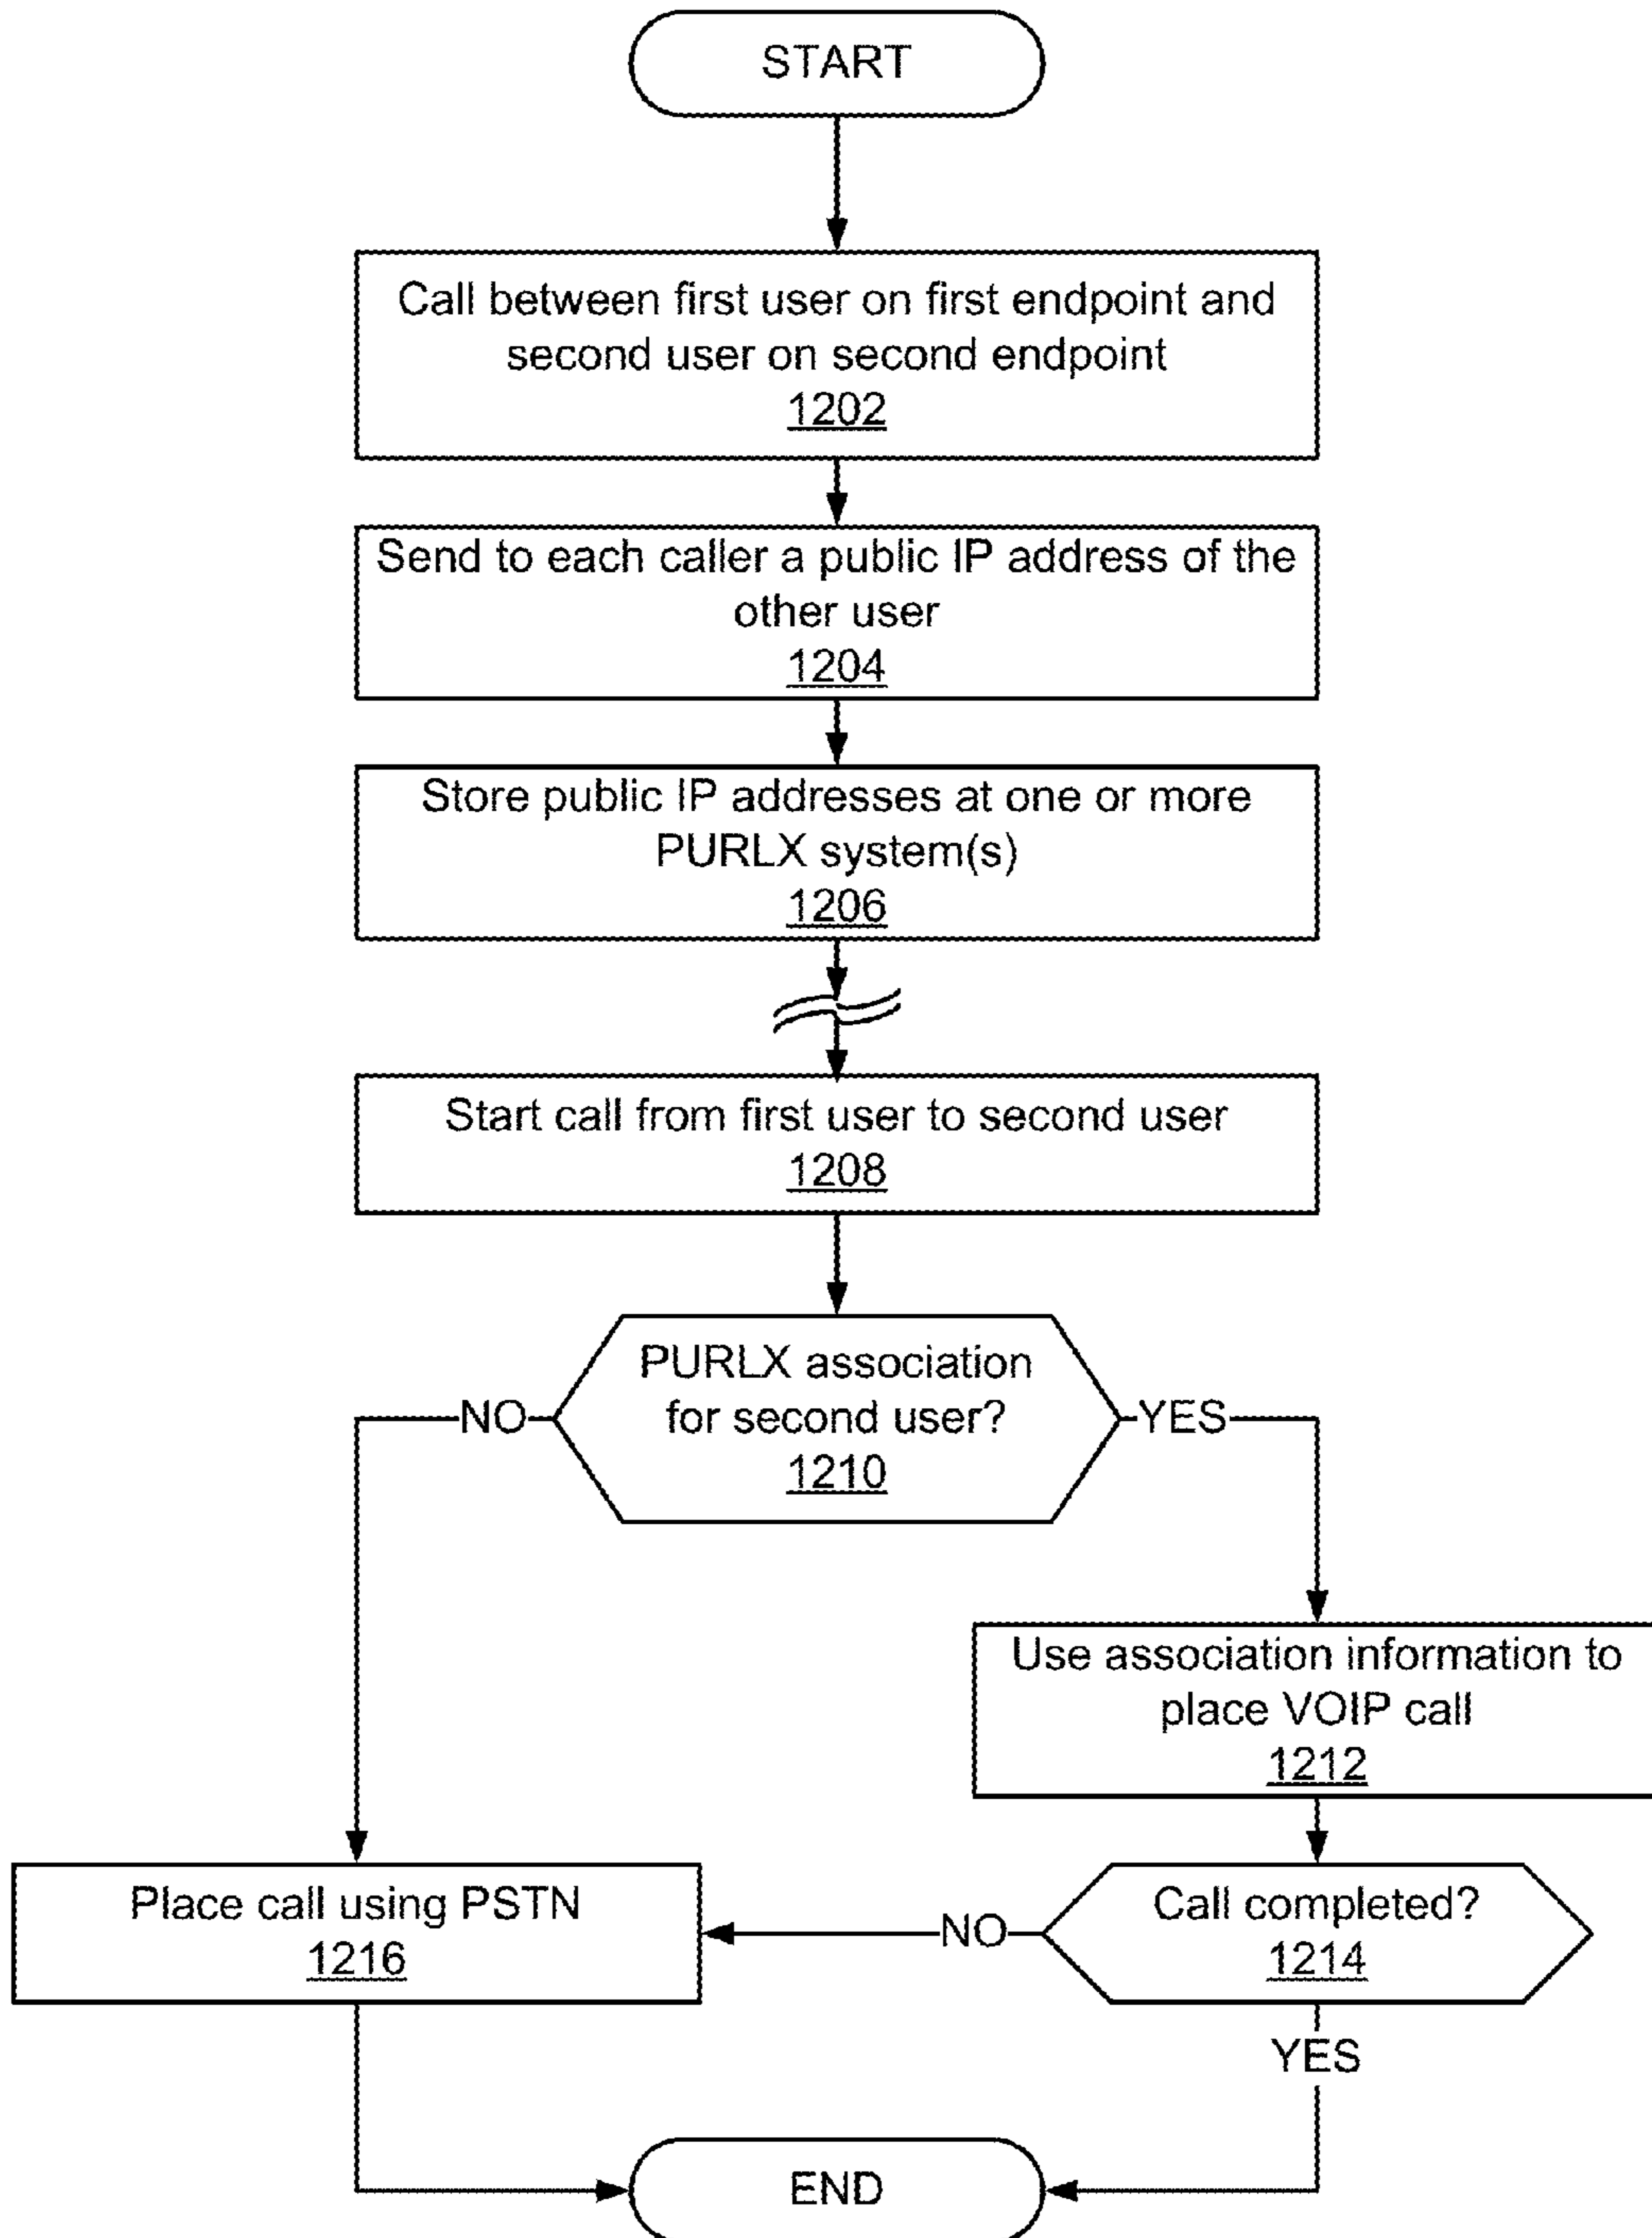 START
Call between first user on first endpoint and
second user on second endpoint
1202
Send to each caller a public IP address of the
other user
1204
Store public IP addresses at one or more
PURLX system(s)
1206
Start call from first user to second user
1208
PURLX association
for second user?
1210
NO
YES
Use association information to
place VOIP call
1212
Place call using PSTN
1216
NO
Call completed?
1214
YES
END